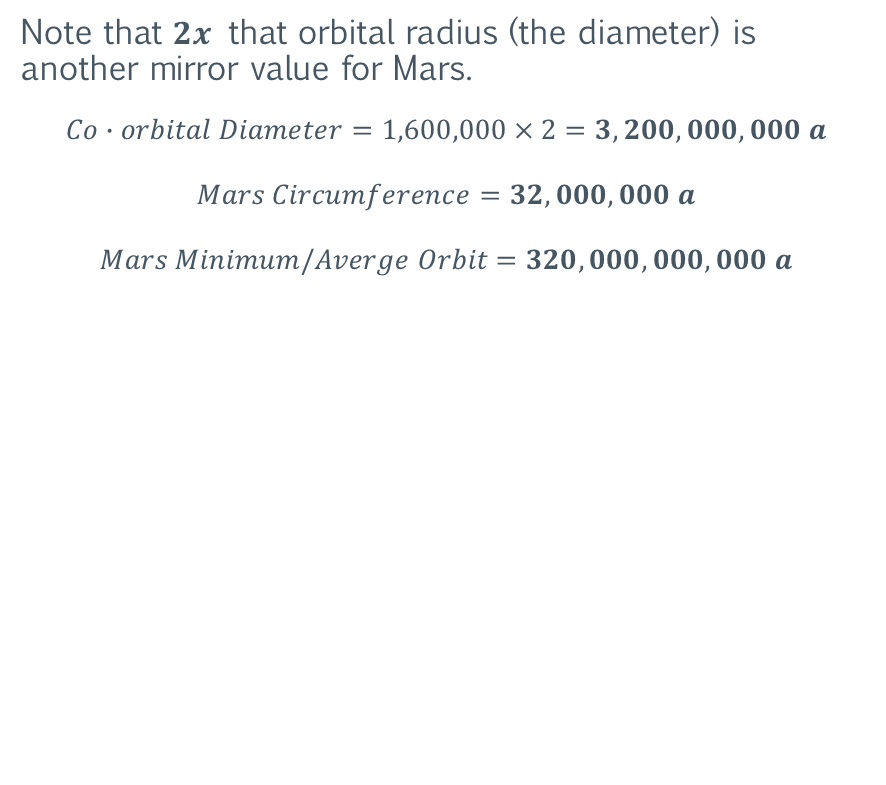 Note that 2x that orbital radius (the diameter) is
another mirror value for Mars.
Co · orbital Diameter = 1,600,000 × 2 = 3,200,000,000 a
Mars Circumference = 32,000,000 a
Mars Minimum/Averge Orbit = 320,000,000,000 a